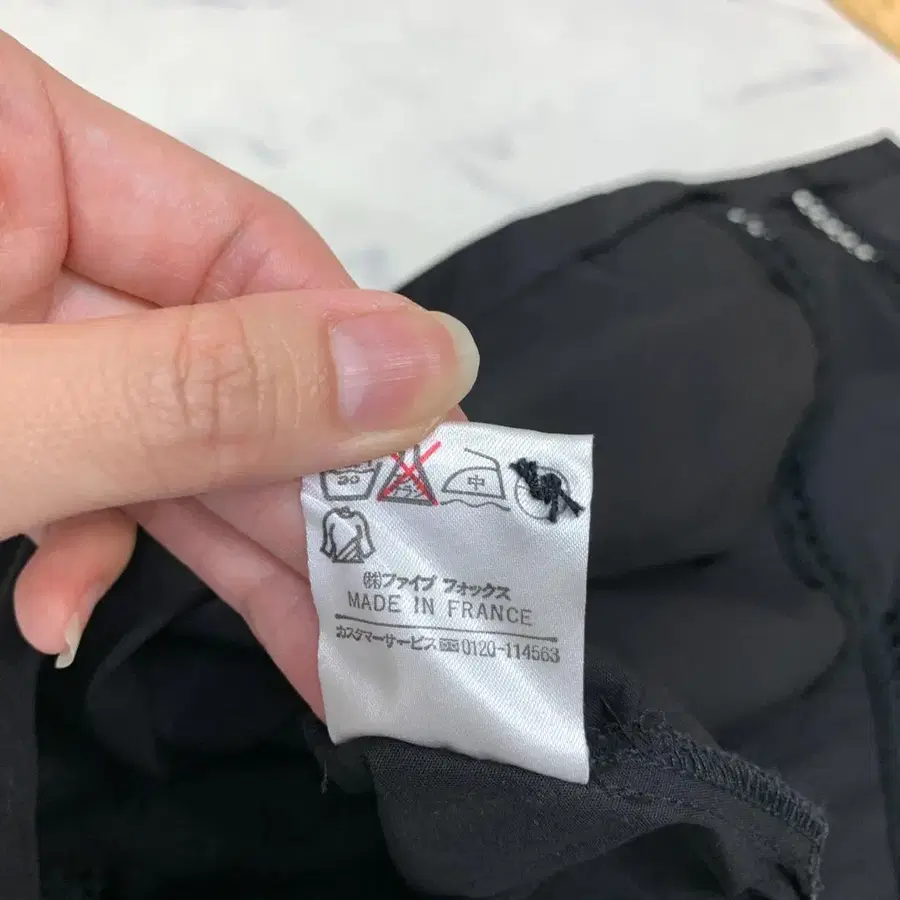 30
中
㈱ファイブ フォックス
MADE IN FRANCE
カスタマーサービス 0120-114563